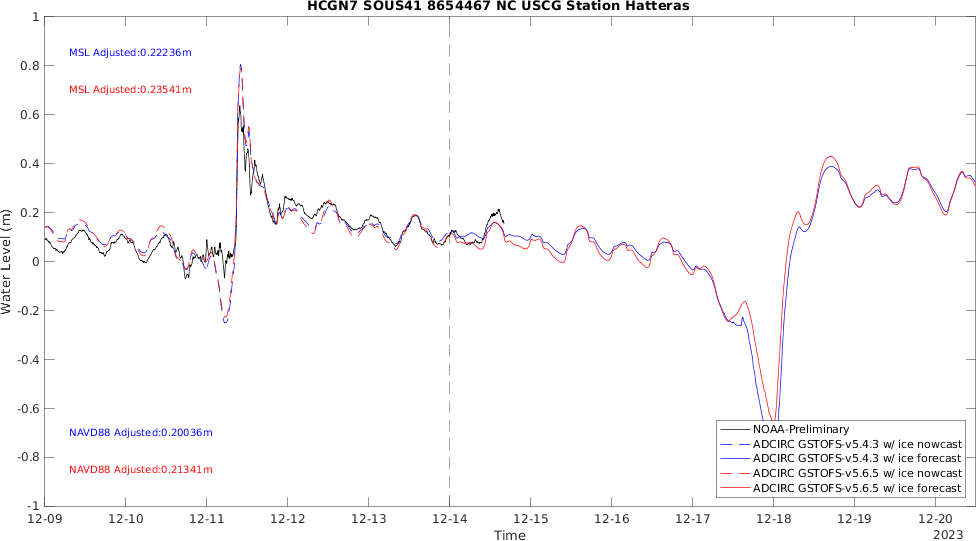 HCGN7 SOUS41 8654467 NC USCG Station Hatteras
MSL Adjusted:0.22236m
MSL Adjusted:0.23541m
NAVD88 Adjusted:0.20036m
NAVD88 Adjusted:0.21341m
Water Level (m)
1
0.8
0.6
0.4
0.2
0
-0.2
-0.4
-0.6
-0.8
-1
NOAA-Preliminary
ADCIRC GSTOFS-v5.4.3 w/ ice nowcast
ADCIRC GSTOFS-v5.4.3 w/ ice forecast
ADCIRC GSTOFS-v5.6.5 w/ ice nowcast
ADCIRC GSTOFS-v5.6.5 w/ ice forecast
12-09 12-10 12-11 12-12 12-13 12-14 12-15 12-16 12-17 12-18 12-19 12-20
Time
2023